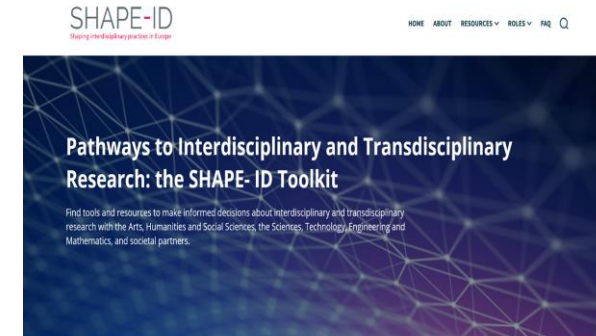 SHAPE-ID
Shaping interdisciplinary practices in Europe
HOME ABOUT RESOURCES ROLES FAQ
Pathways to Interdisciplinary and Transdisciplinary
Research: the SHAPE- ID Toolkit
Find tools and resources to make informed decisions about interdisciplinary and transdisciplinary
research with the Arts, Humanities and Social Sciences, the Sciences, Technology, Engineering and
Mathematics, and societal partners.